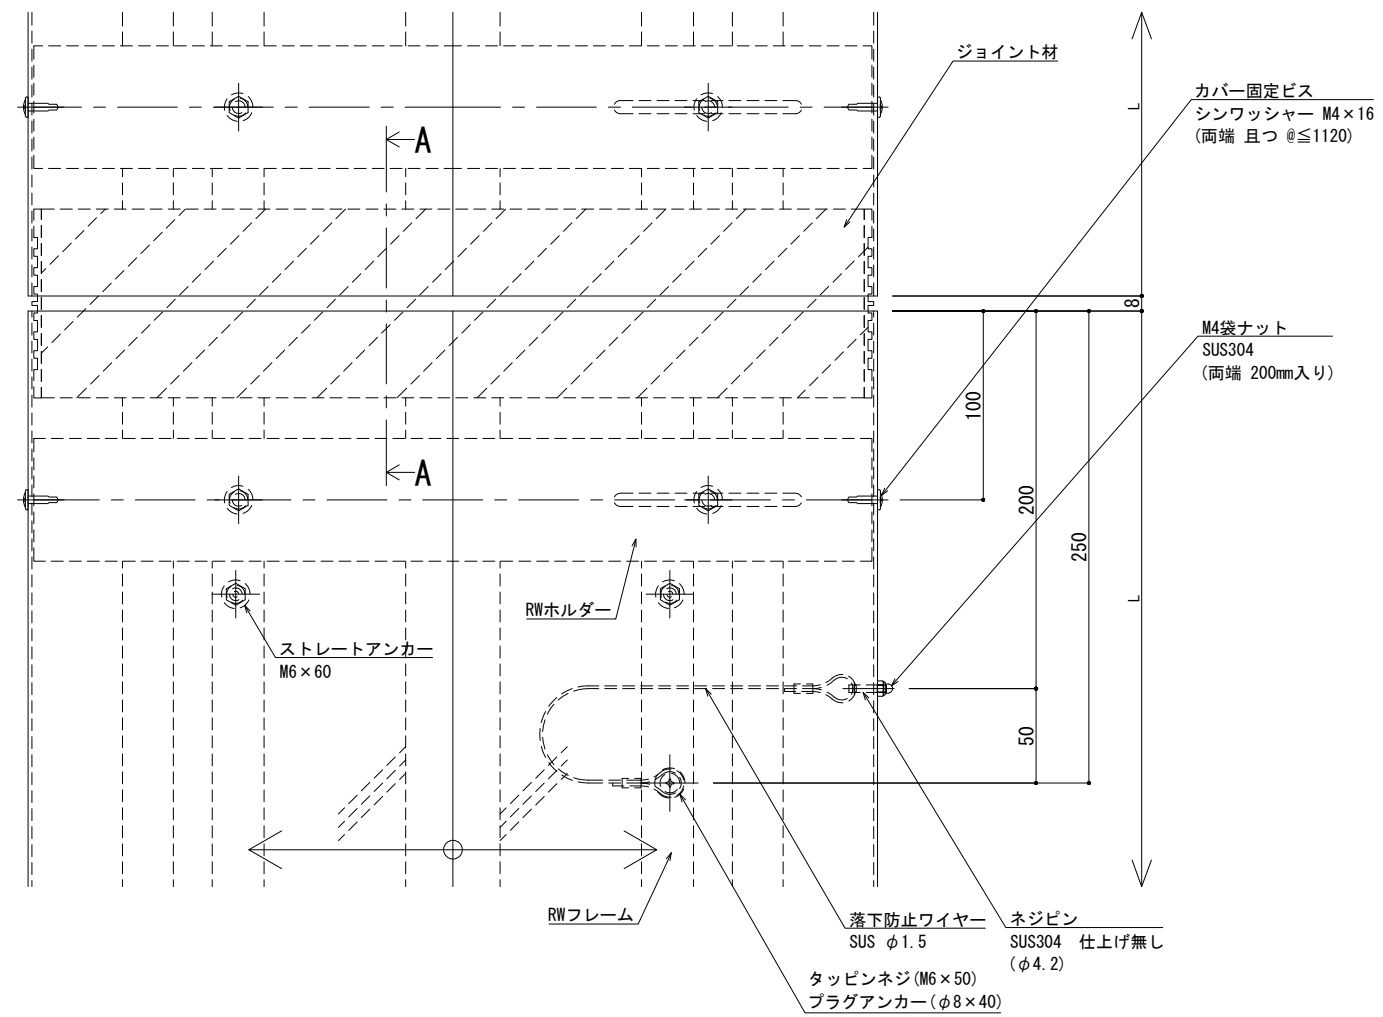 ジョイント材
カバー固定ビス
シンワッシャー M4×16
(両端 且つ @≦1120)
L
A
8
M4袋ナット
SUS304
(両端 200mm入り)
100
A
200
250
RWホルダー
L
ストレートアンカー
M6×60
50
RWフレーム
落下防止ワイヤー
SUS φ1.5
ネジピン
SUS304 仕上げ無し
(φ4.2)
タッピンネジ(M6×50)
プラグアンカー(φ8×40)